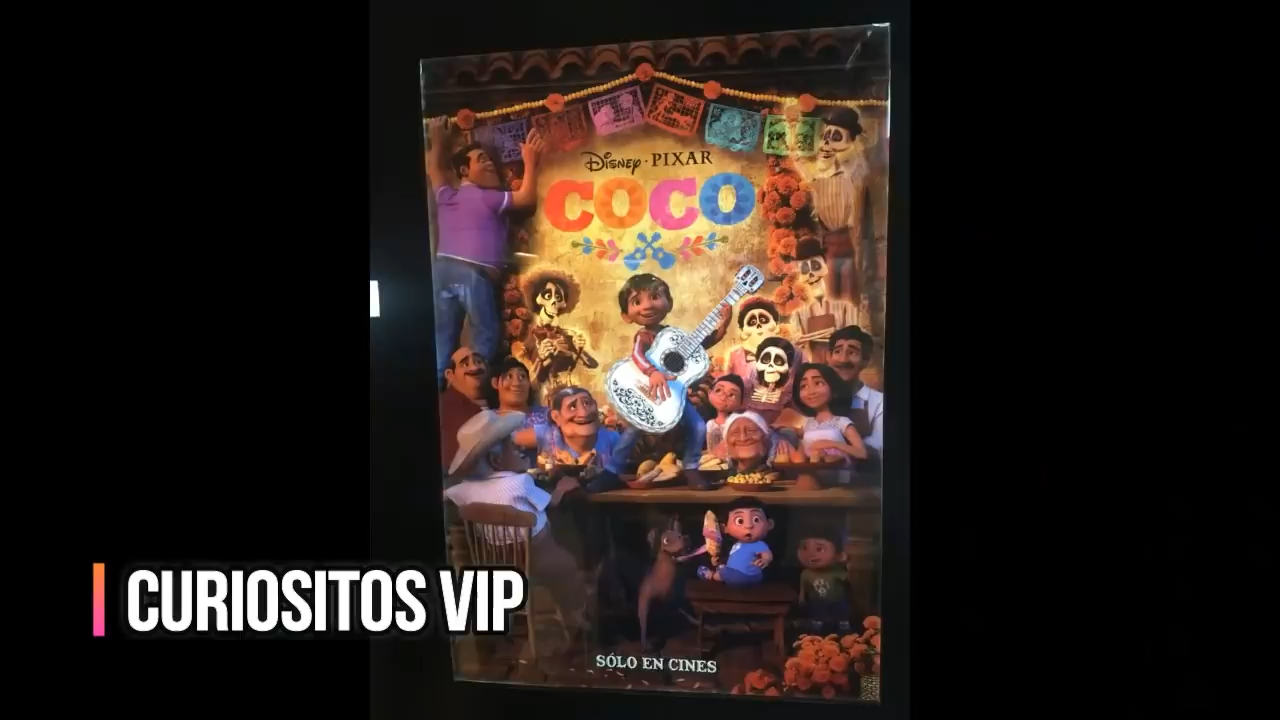 DISNEY · PIXAR
COCO
SÓLO EN CINES
CURIOSITOS VIP